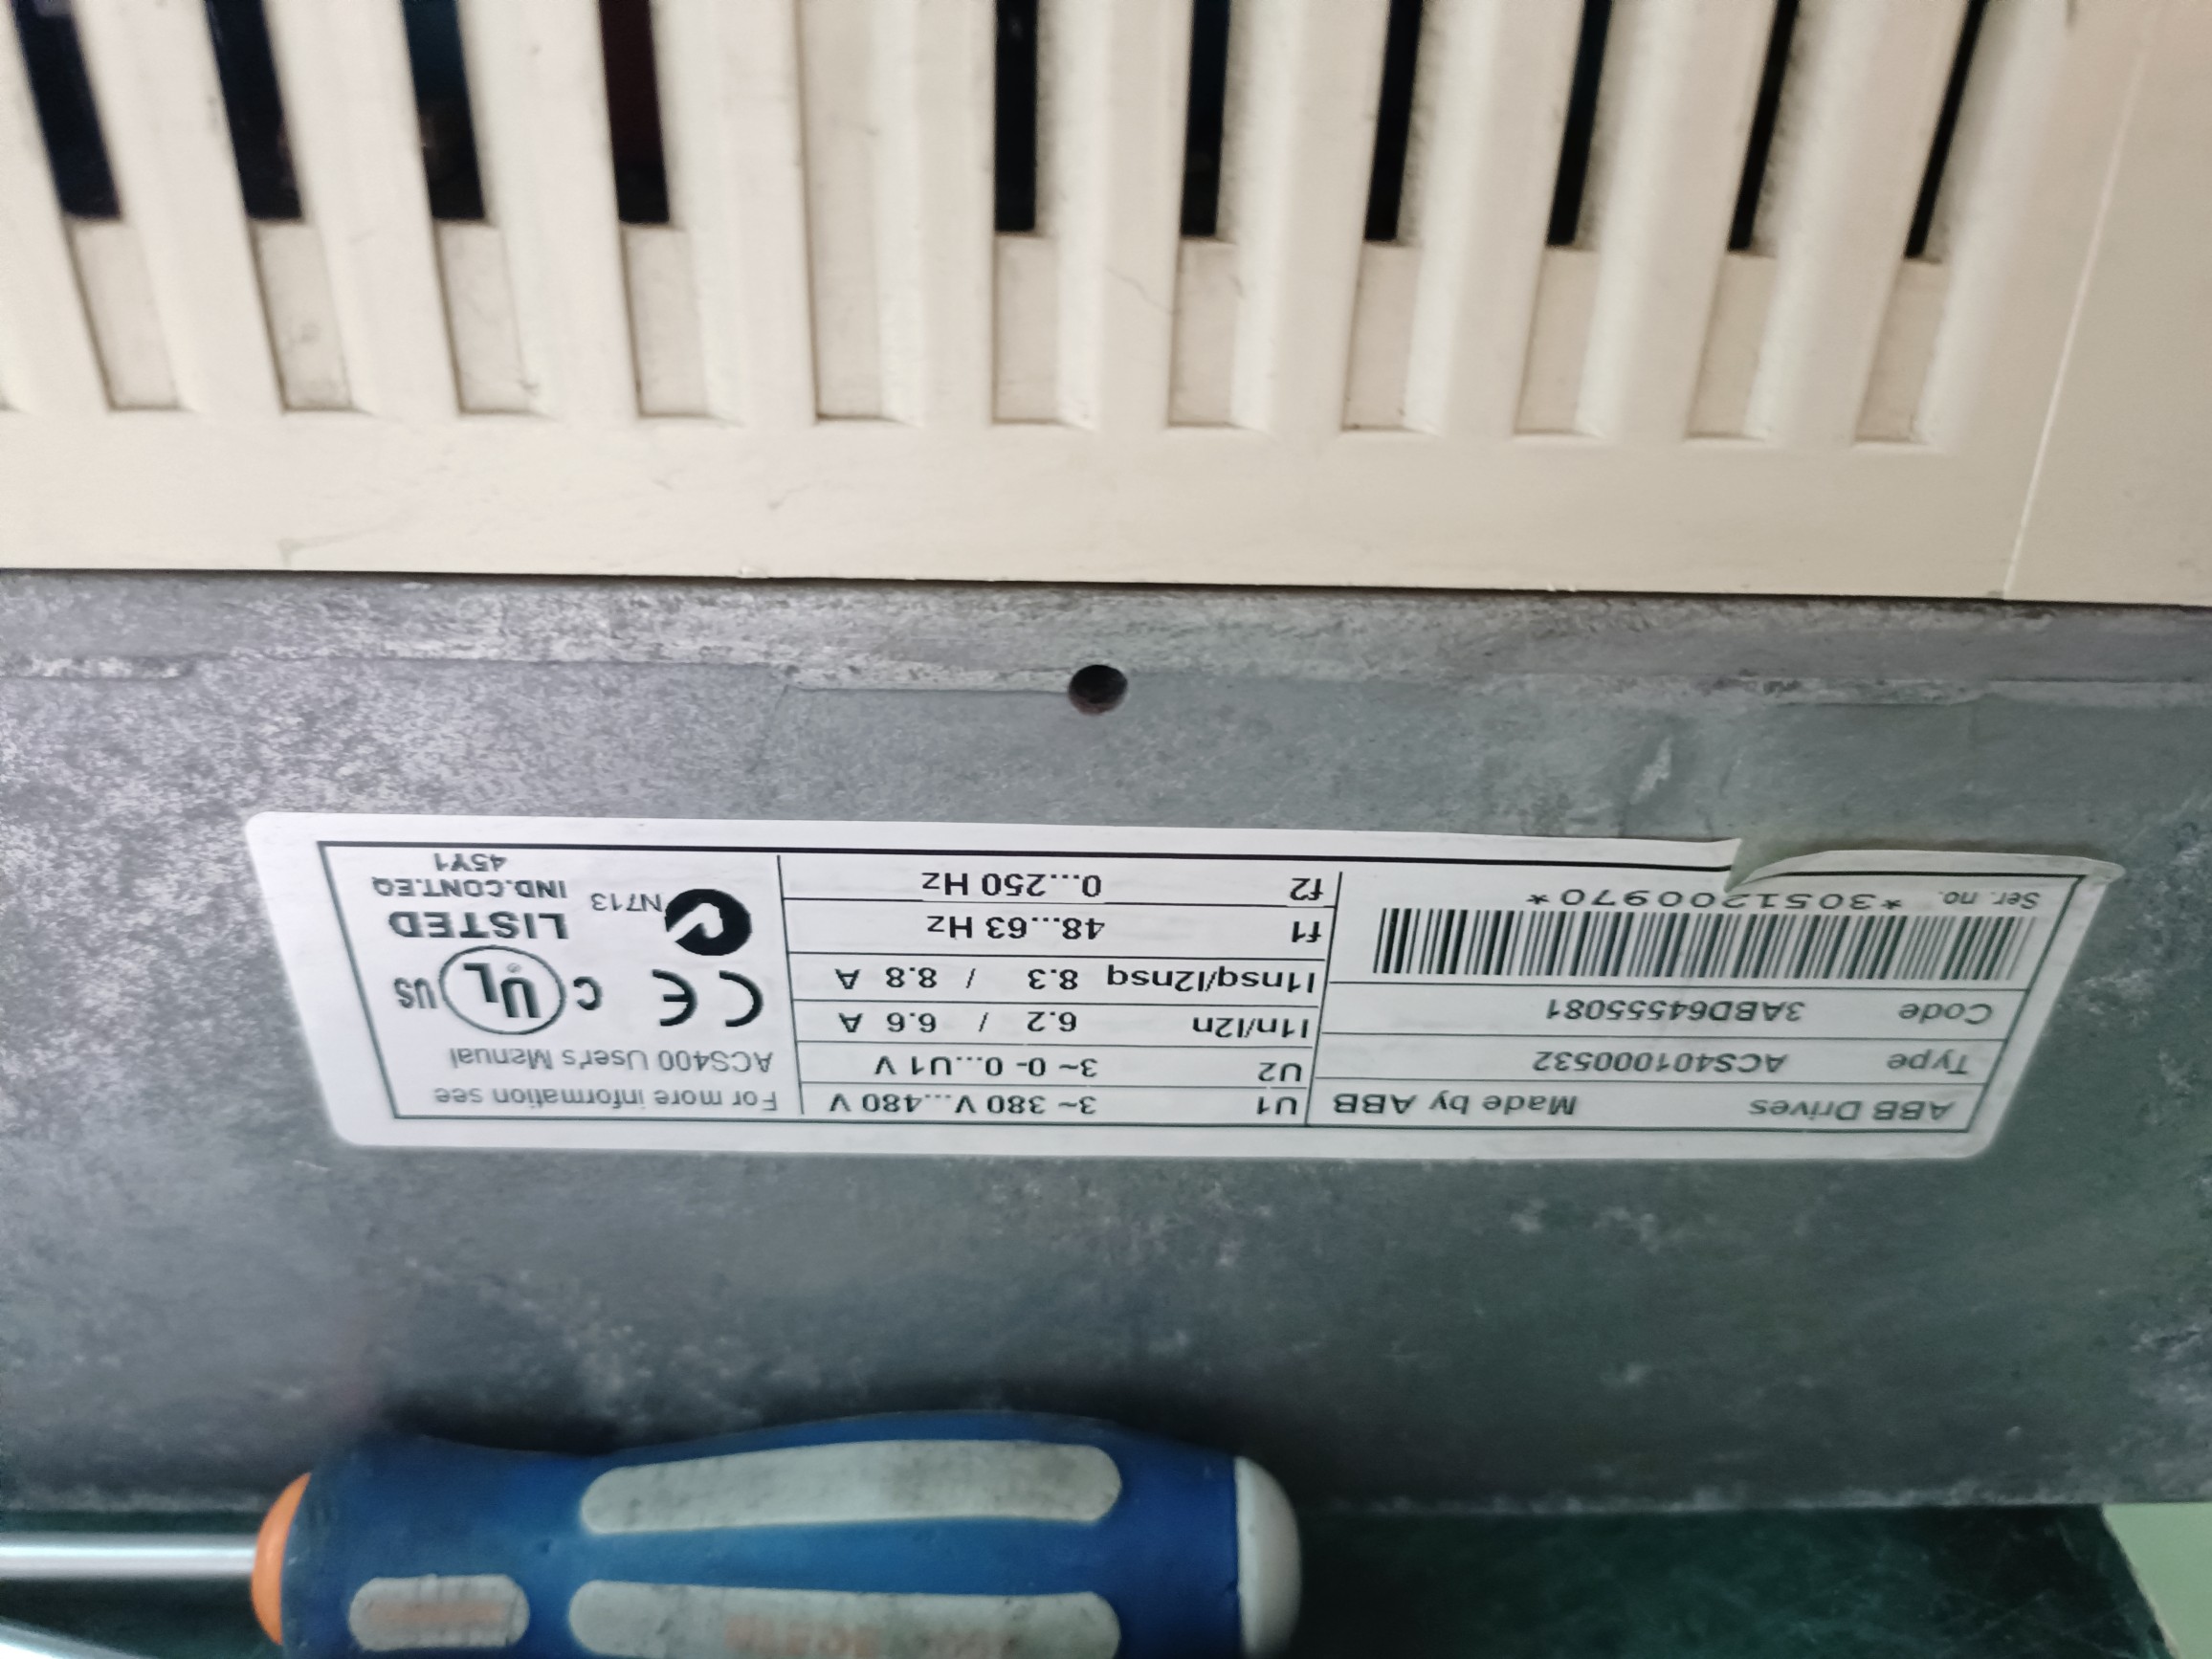 ABB Drives Made by ABB
Type ACS401000532
Code 3ABD64555081
Ser. no. *3051200970*
U1 3~ 380 V...480 V
U2 3~ 0- 0...U1 V
I1n/I2n 6.2 / 6.6 A
I1nsq/I2nsq 8.3 / 8.8 A
f1 48...63 Hz
f2 0...250 Hz
For more information see
ACS400 User's Menual
CE C UL US
N713
LISTED
IND.CONT.EQ
45Y1